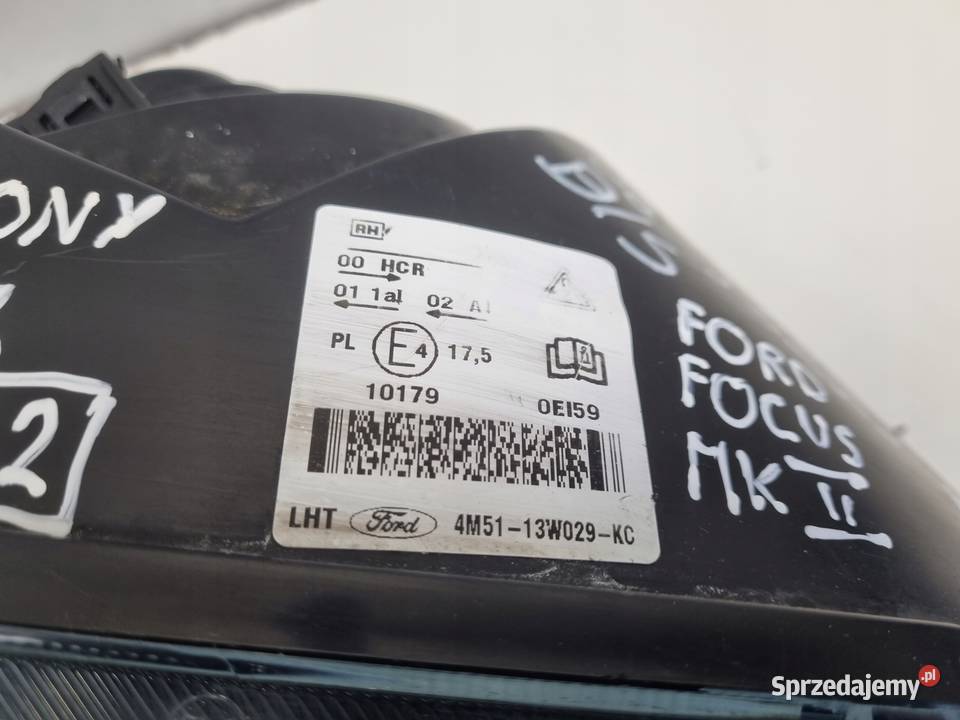 RH
00 HCR
01 1al 02 A
PL E4 17,5
10179 0EI59
LHT Ford 4M51-13W029-KC
FORD
FOCUS
MK II
ONY
2
Sprzedajemy.pl